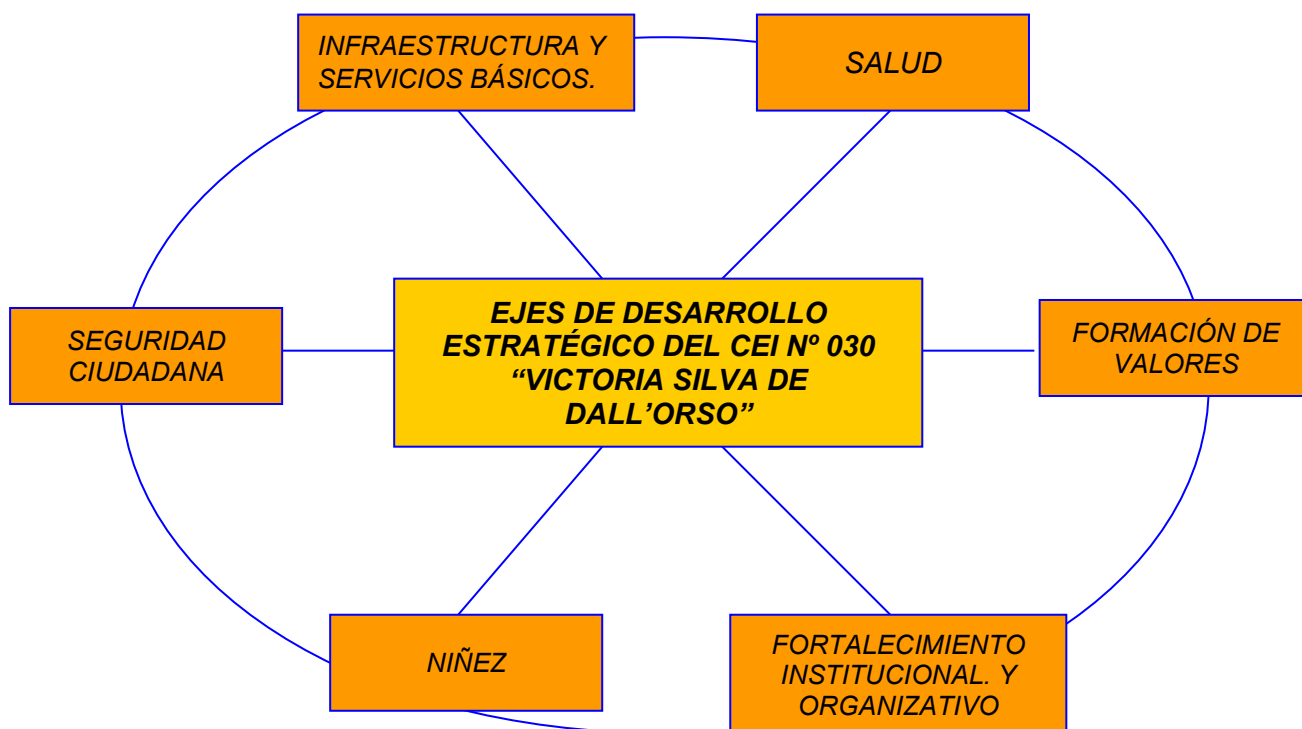 INFRAESTRUCTURA Y
SERVICIOS BÁSICOS.
SALUD
EJES DE DESARROLLO
ESTRATÉGICO DEL CEI Nº 030
“VICTORIA SILVA DE
DALL’ORSO”
SEGURIDAD
CIUDADANA
FORMACIÓN DE
VALORES
NIÑEZ
FORTALECIMIENTO
INSTITUCIONAL. Y
ORGANIZATIVO